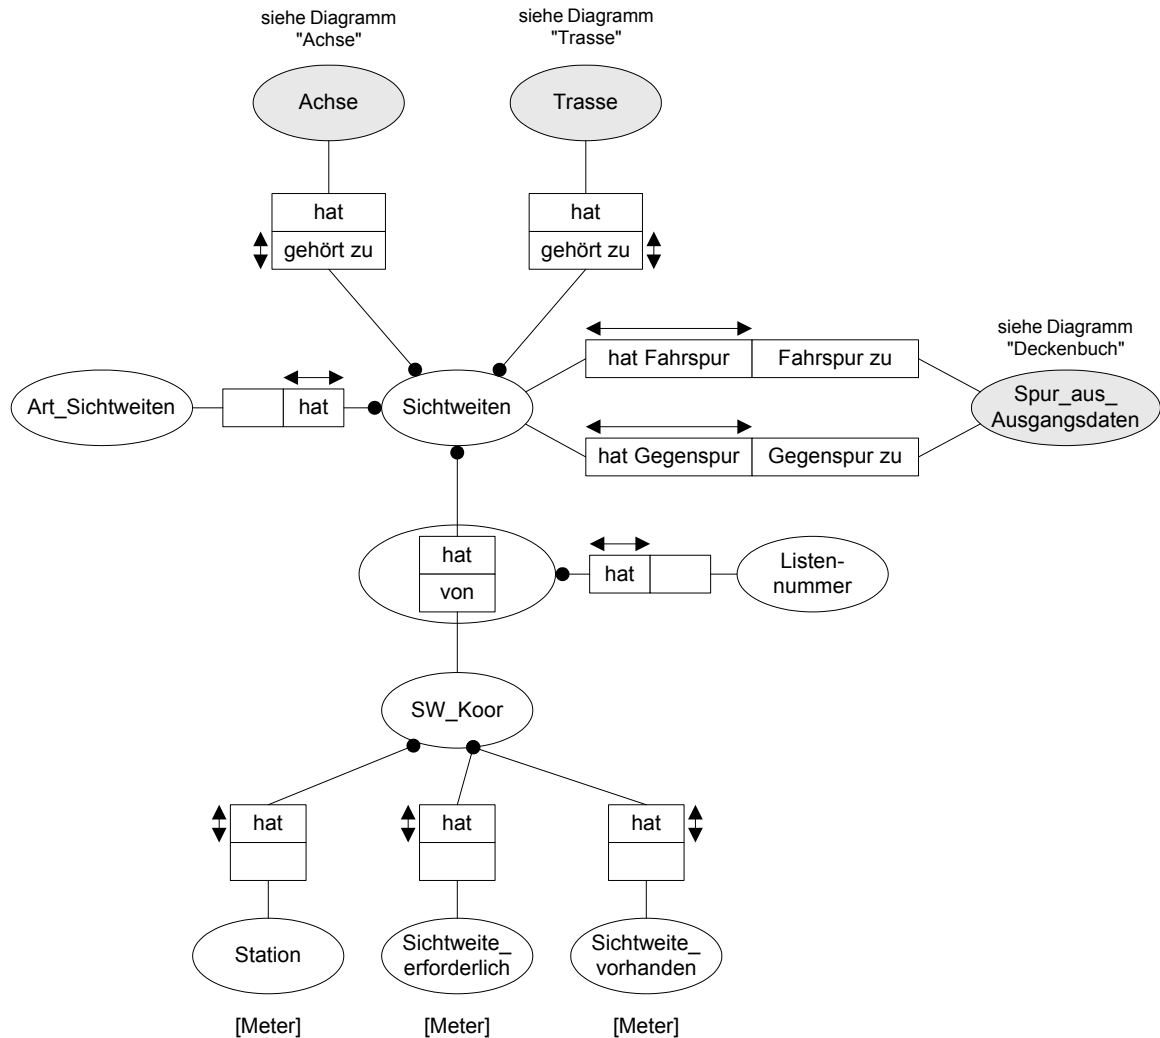 siehe Diagramm
"Achse"
siehe Diagramm
"Trasse"
Achse
Trasse
hat
hat
gehört zu
gehört zu
siehe Diagramm
"Deckenbuch"
hat Fahrspur
Fahrspur zu
Art_Sichtweiten
hat
Sichtweiten
Spur_aus_
Ausgangsdaten
hat Gegenspur
Gegenspur zu
hat
von
hat
Listen-
nummer
SW_Koor
hat
hat
hat
Station
Sichtweite_
erforderlich
Sichtweite_
vorhanden
[Meter]
[Meter]
[Meter]